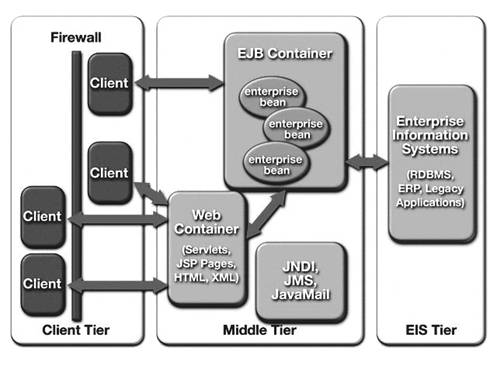 Firewall
Client
Client
Client
Client
Client Tier
EJB Container
enterprise
bean
enterprise
bean
enterprise
bean
Web
Container
(Servlets,
JSP Pages,
HTML, XML)
JNDI,
JMS,
JavaMail
Middle Tier
Enterprise
Information
Systems
(RDBMS,
ERP, Legacy
Applications)
EIS Tier